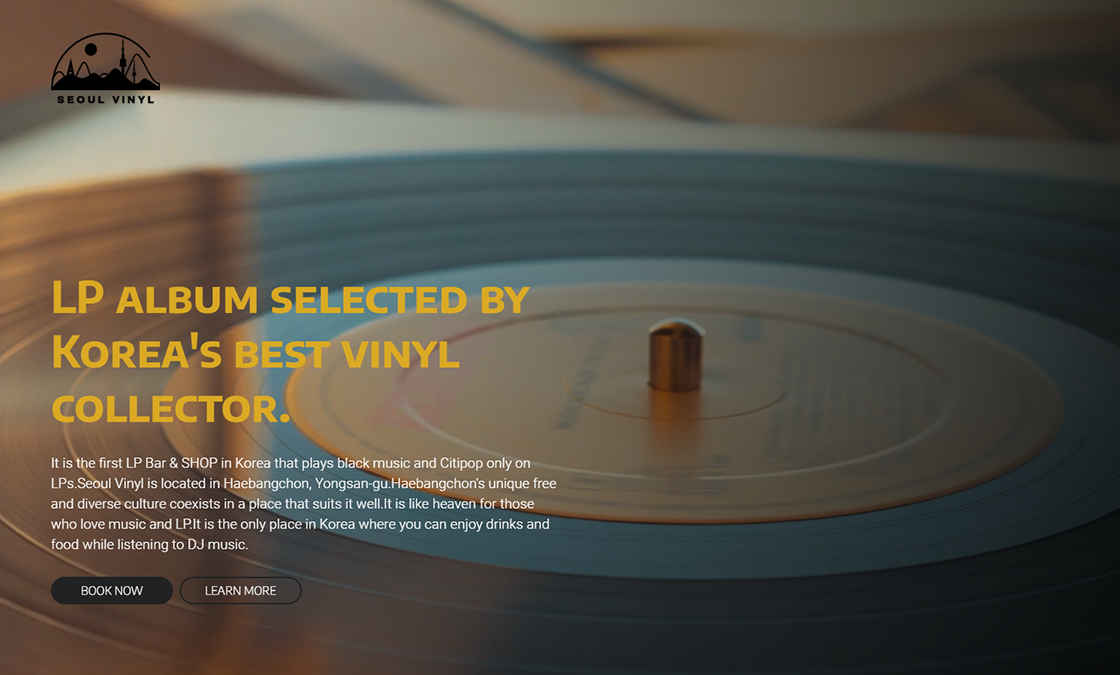 SEOUL VINYL
LP ALBUM SELECTED BY
KOREA'S BEST VINYL
COLLECTOR.
It is the first LP Bar & SHOP in Korea that plays black music and Citipop only on
LPs.Seoul Vinyl is located in Haebangchon, Yongsan-gu.Haebangchon's unique free
and diverse culture coexists in a place that suits it well.It is like heaven for those
who love music and LP.It is the only place in Korea where you can enjoy drinks and
food while listening to DJ music.
BOOK NOW
LEARN MORE